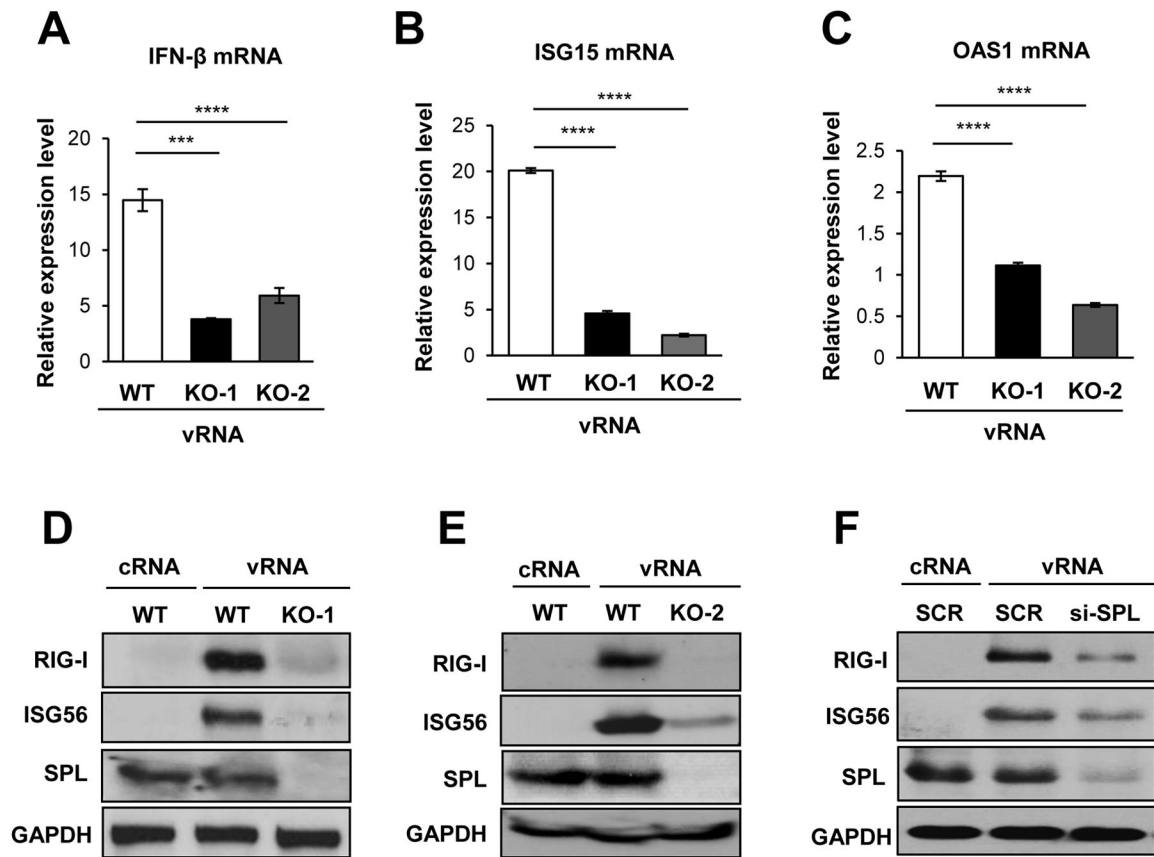 A
IFN-β mRNA
Relative expression level
20
15
10
5
0
***
****
WT KO-1 KO-2
vRNA
B
ISG15 mRNA
Relative expression level
25
20
15
10
5
0
****
****
WT KO-1 KO-2
vRNA
C
OAS1 mRNA
Relative expression level
2.5
2
1.5
1
0.5
0
****
****
WT KO-1 KO-2
vRNA
D
cRNA vRNA
WT WT KO-1
RIG-I
ISG56
SPL
GAPDH
E
cRNA vRNA
WT WT KO-2
RIG-I
ISG56
SPL
GAPDH
F
cRNA vRNA
SCR SCR si-SPL
RIG-I
ISG56
SPL
GAPDH